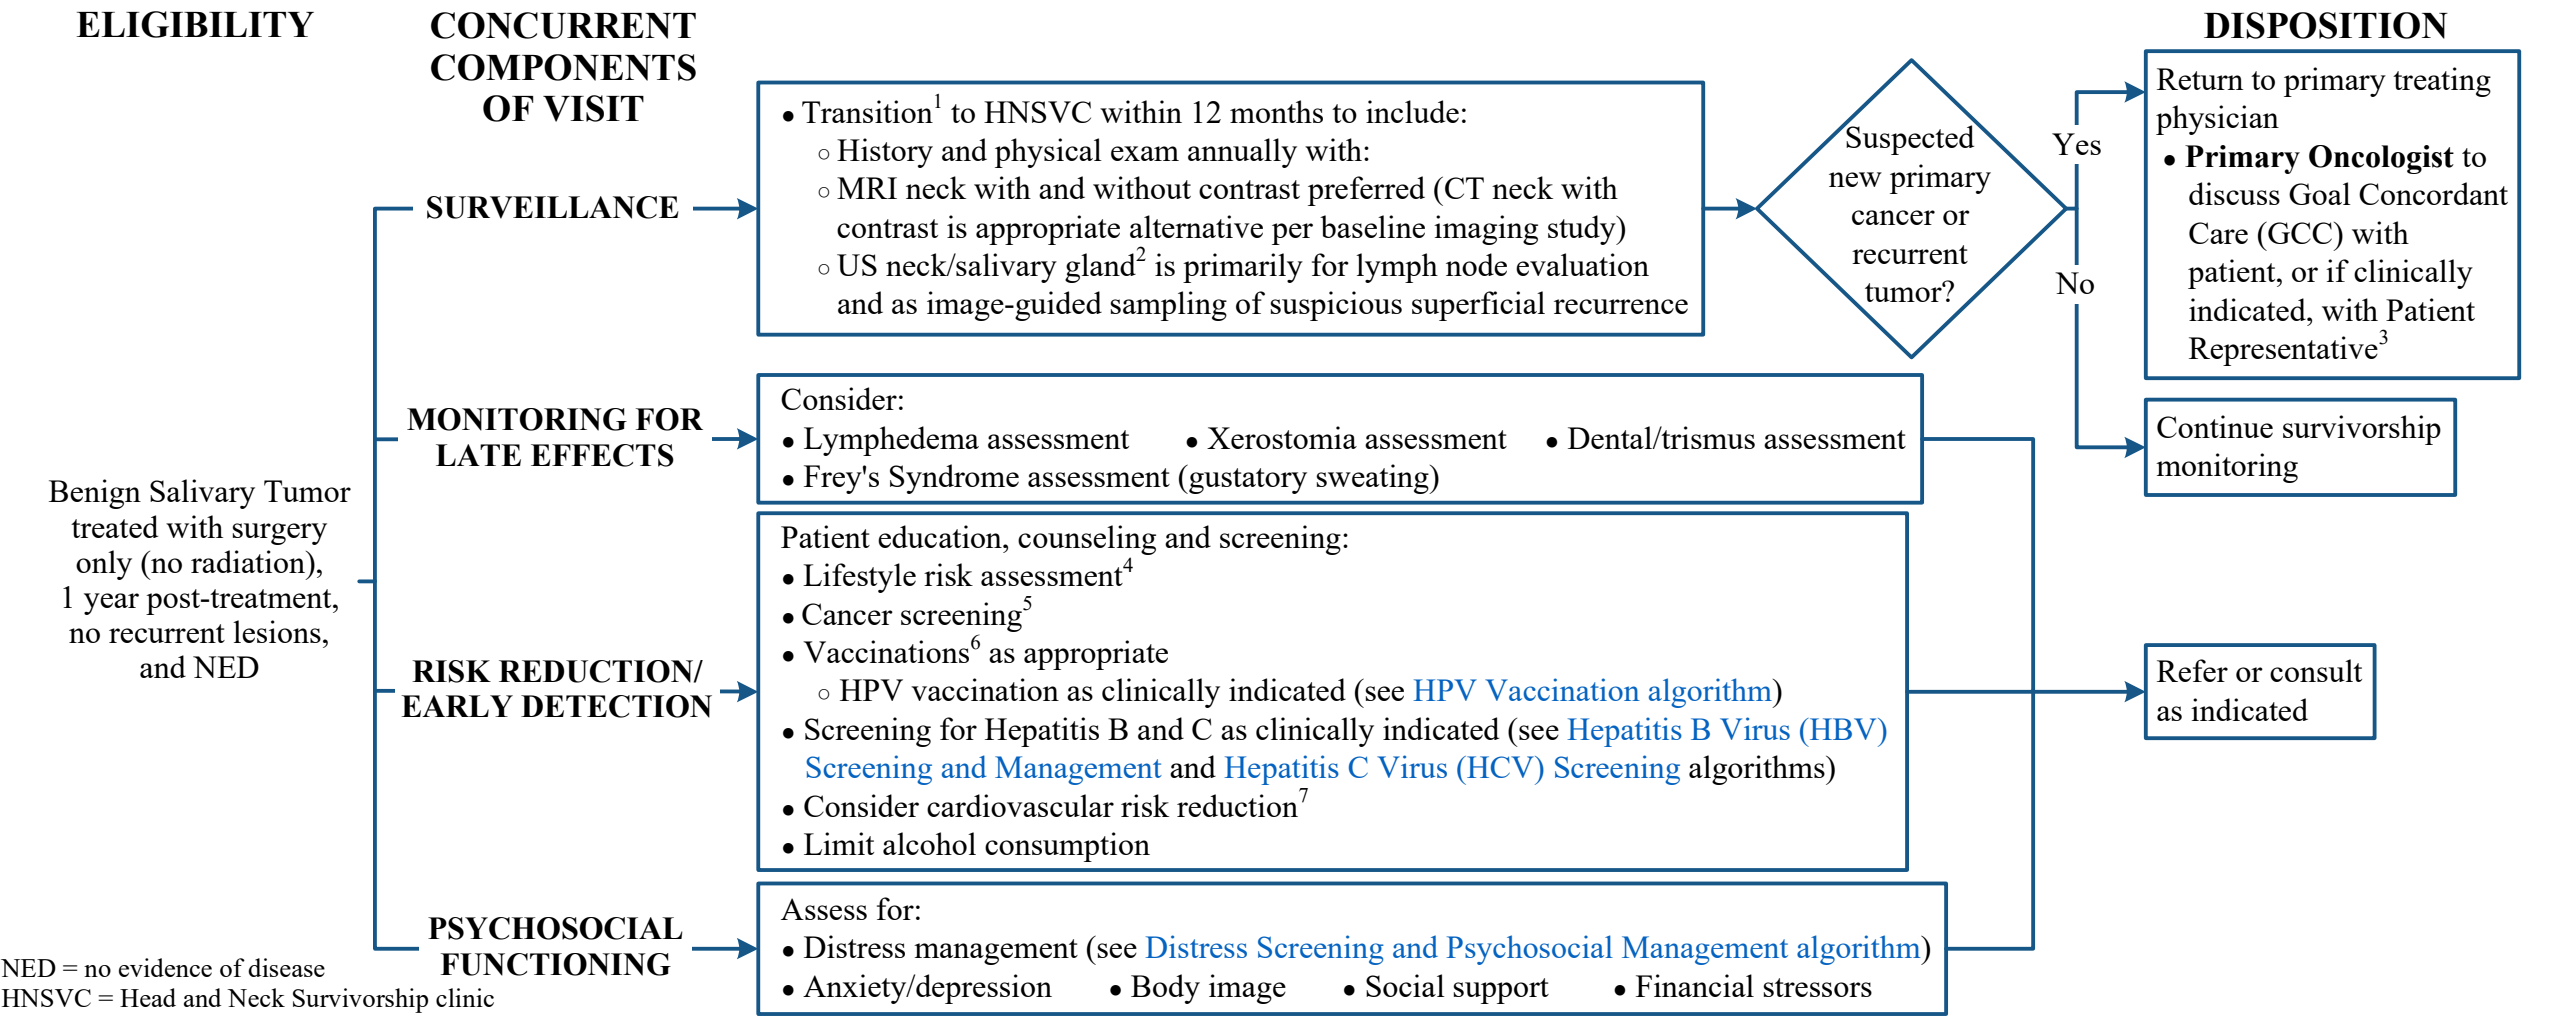 ELIGIBILITY
CONCURRENT
COMPONENTS
OF VISIT
DISPOSITION
Benign Salivary Tumor
treated with surgery
only (no radiation),
1 year post-treatment,
no recurrent lesions,
and NED
SURVEILLANCE
● Transition1 to HNSVC within 12 months to include:
○ History and physical exam annually with:
○ MRI neck with and without contrast preferred (CT neck with
contrast is appropriate alternative per baseline imaging study)
○ US neck/salivary gland2 is primarily for lymph node evaluation
and as image-guided sampling of suspicious superficial recurrence
Suspected
new primary
cancer or
recurrent
tumor?
Yes
No
Return to primary treating
physician
● Primary Oncologist to
discuss Goal Concordant
Care (GCC) with
patient, or if clinically
indicated, with Patient
Representative3
Continue survivorship
monitoring
MONITORING FOR
LATE EFFECTS
Consider:
● Lymphedema assessment ● Xerostomia assessment ● Dental/trismus assessment
● Frey's Syndrome assessment (gustatory sweating)
RISK REDUCTION/
EARLY DETECTION
Patient education, counseling and screening:
● Lifestyle risk assessment4
● Cancer screening5
● Vaccinations6 as appropriate
○ HPV vaccination as clinically indicated (see HPV Vaccination algorithm)
● Screening for Hepatitis B and C as clinically indicated (see Hepatitis B Virus (HBV)
Screening and Management and Hepatitis C Virus (HCV) Screening algorithms)
● Consider cardiovascular risk reduction7
● Limit alcohol consumption
Refer or consult
as indicated
PSYCHOSOCIAL
FUNCTIONING
Assess for:
● Distress management (see Distress Screening and Psychosocial Management algorithm)
● Anxiety/depression ● Body image ● Social support ● Financial stressors
NED = no evidence of disease
HNSVC = Head and Neck Survivorship clinic